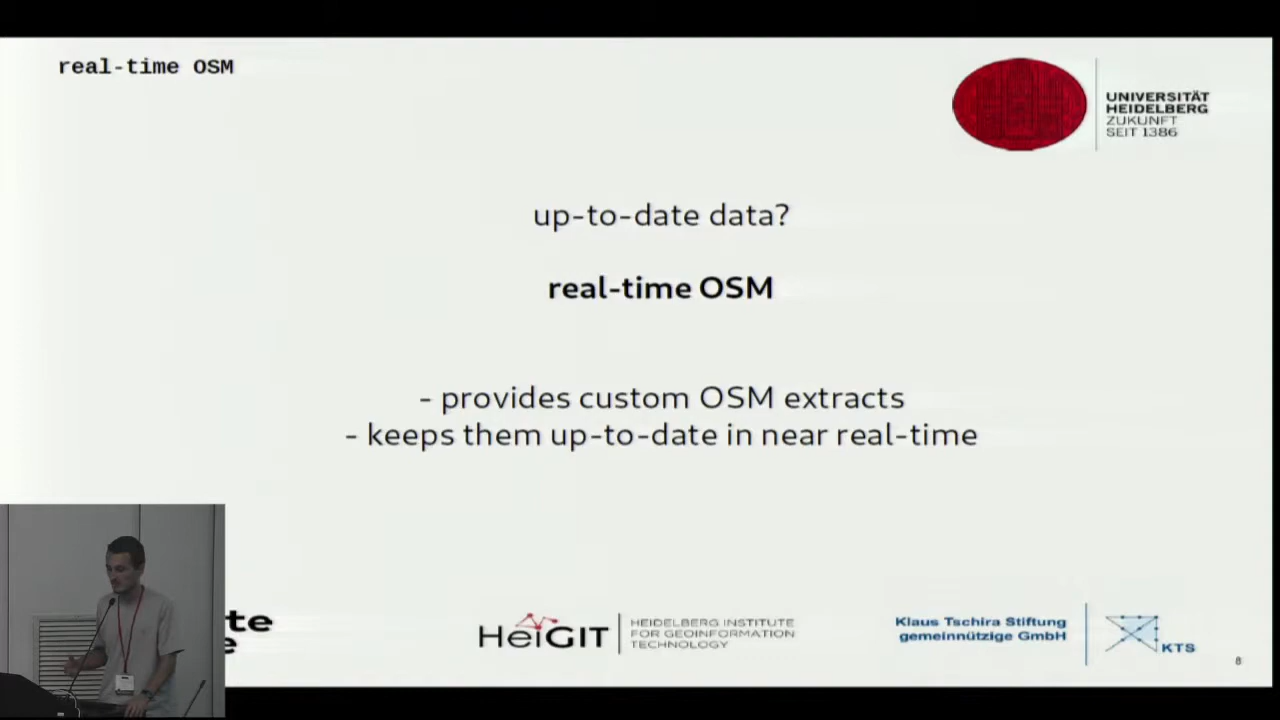 real-time OSM
UNIVERSITÄT
HEIDELBERG
ZUKUNFT
SEIT 1386
up-to-date data?
real-time OSM
- provides custom OSM extracts
- keeps them up-to-date in near real-time
HeiGIT
HEIDELBERG INSTITUTE
FOR GEOINFORMATION
TECHNOLOGY
Klaus Tschira Stiftung
gemeinnützige GmbH
KTS
8